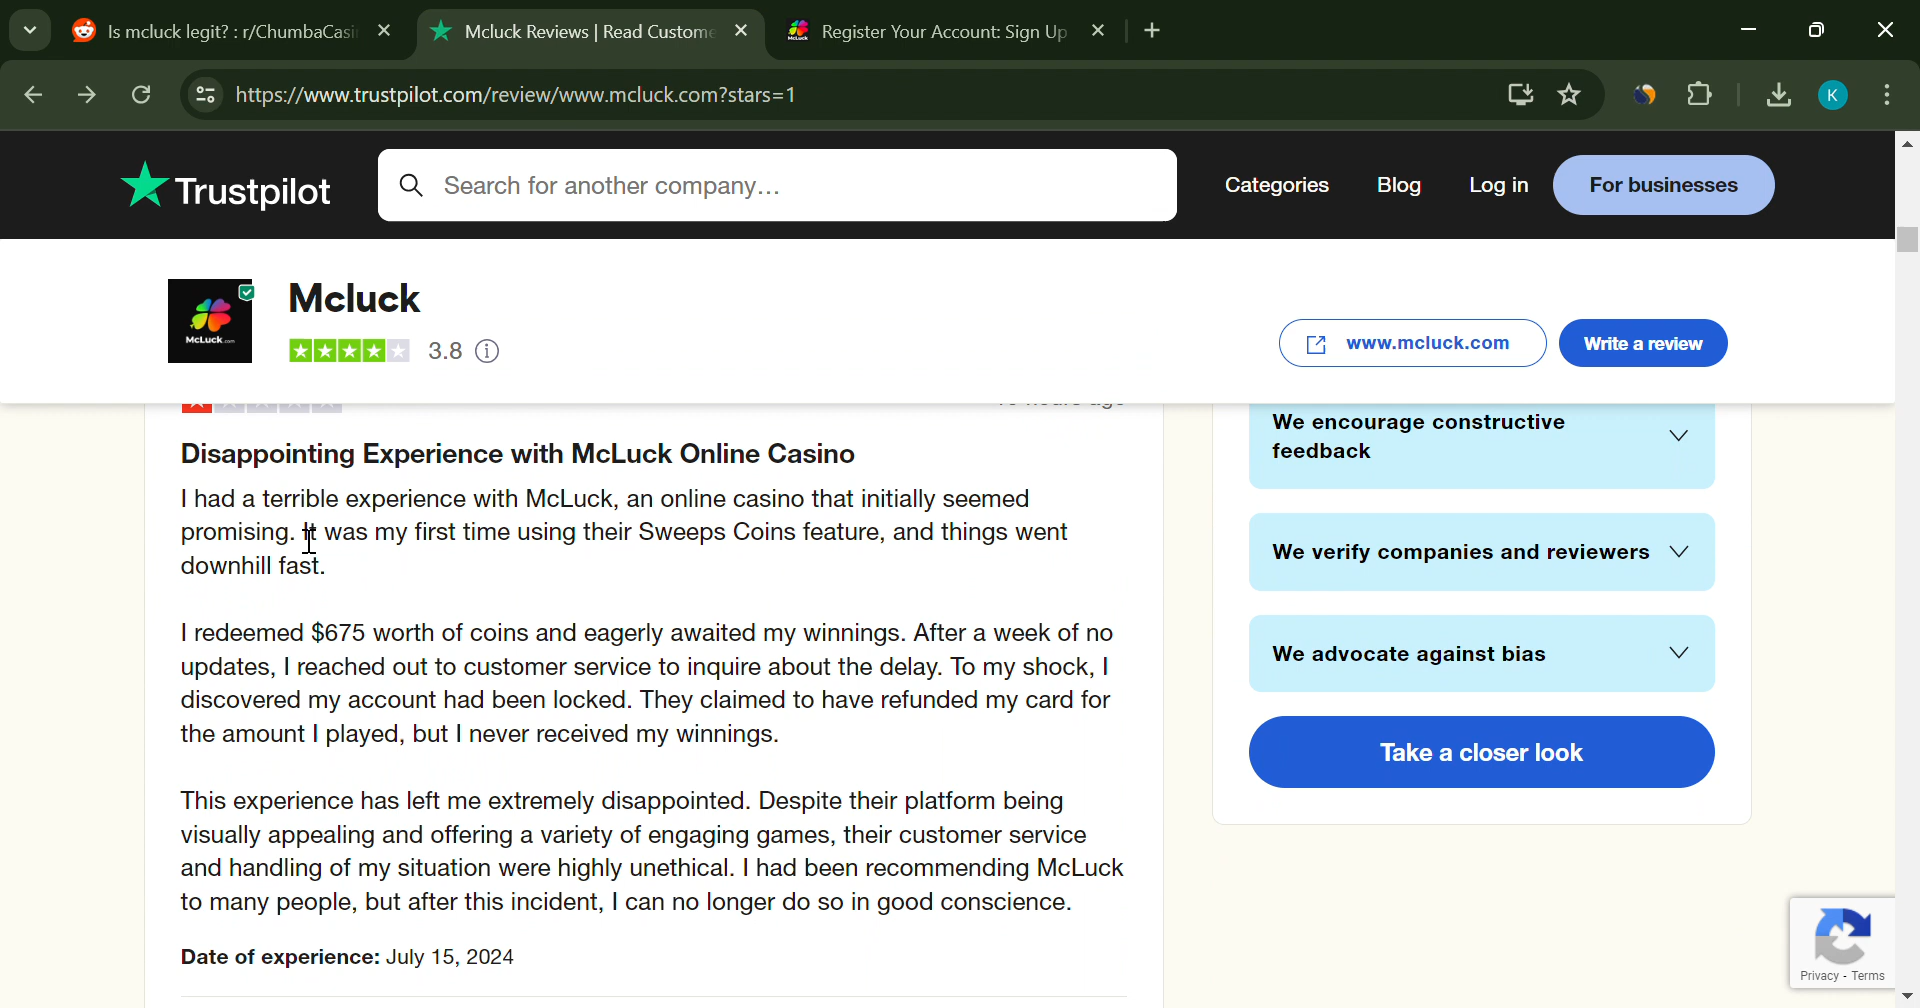 Is mcluck legit? : r/ChumbaCasi
Mcluck Reviews | Read Custome
Register Your Account: Sign Up
https://www.trustpilot.com/review/www.mcluck.com?stars=1
K
Trustpilot
Search for another company...
Categories
Blog
Log in
For businesses
McLuck.com
Mcluck
3.8
www.mcluck.com
Write a review
Disappointing Experience with McLuck Online Casino
I had a terrible experience with McLuck, an online casino that initially seemed
promising. It was my first time using their Sweeps Coins feature, and things went
downhill fast.
I redeemed $675 worth of coins and eagerly awaited my winnings. After a week of no
updates, I reached out to customer service to inquire about the delay. To my shock, I
discovered my account had been locked. They claimed to have refunded my card for
the amount I played, but I never received my winnings.
This experience has left me extremely disappointed. Despite their platform being
visually appealing and offering a variety of engaging games, their customer service
and handling of my situation were highly unethical. I had been recommending McLuck
to many people, but after this incident, I can no longer do so in good conscience.
Date of experience: July 15, 2024
We encourage constructive
feedback
We verify companies and reviewers
We advocate against bias
Take a closer look
Privacy - Terms